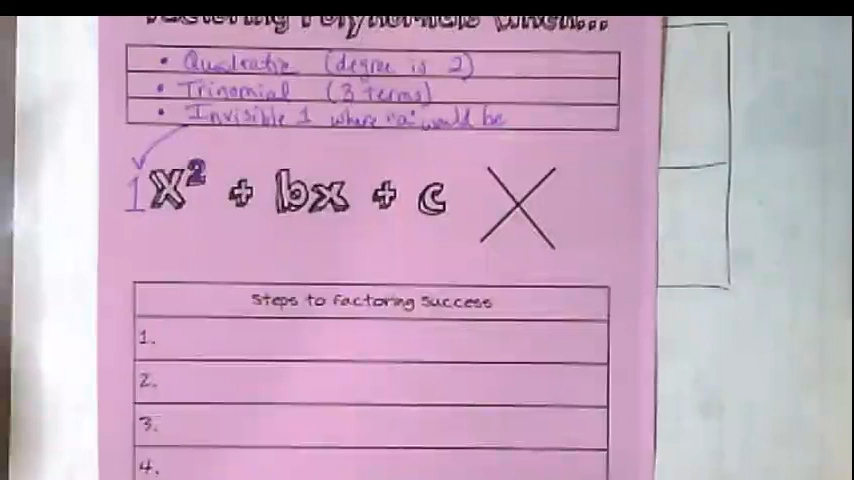 Factoring Polynomials When...
• Quadratic (degree is 2)
• Trinomial (3 terms)
• Invisible 1 where "a" would be
1x² + bx + c
Steps to Factoring Success
1.
2.
3.
4.